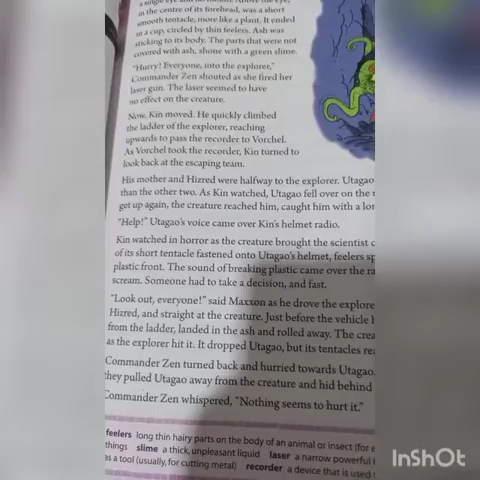 a single eye and no mouth. Above the eye,
in the centre of its forehead, was a short
smooth tentacle, more like a plant. It ended
in a cup, circled by thin feelers. Ash was
sticking to its body. The parts that were not
covered with ash, shone with a green slime.
"Hurry! Everyone, into the explorer,"
Commander Zen shouted as she fired her
laser gun. The laser seemed to have
no effect on the creature.
Now, Kin moved. He quickly climbed
the ladder of the explorer, reaching
upwards to pass the recorder to Vorchel.
As Vorchel took the recorder, Kin turned to
look back at the escaping team.
His mother and Hizred were halfway to the explorer. Utagao
than the other two. As Kin watched, Utagao fell over on the
get up again, the creature reached him, caught him with a
"Help!" Utagao's voice came over Kin's helmet radio.
Kin watched in horror as the creature brought the scientist
of its short tentacle fastened onto Utagao's helmet, feelers
plastic front. The sound of breaking plastic came over the
scream. Someone had to take a decision, and fast.
"Look out, everyone!" said Maxxon as he drove the
Hizred, and straight at the creature. Just before the vehicle
from the ladder, landed in the ash and rolled away. The
as the explorer hit it. It dropped Utagao, but its tentacles
Commander Zen turned back and hurried towards Utagao.
they pulled Utagao away from the creature and hid behind
Commander Zen whispered, "Nothing seems to hurt it."
feelers long thin hairy parts on the body of an animal or insect (for
things slime a thick, unpleasant liquid laser a narrow powerful
as a tool (usually, for cutting metal) recorder a device that is used
InShOt